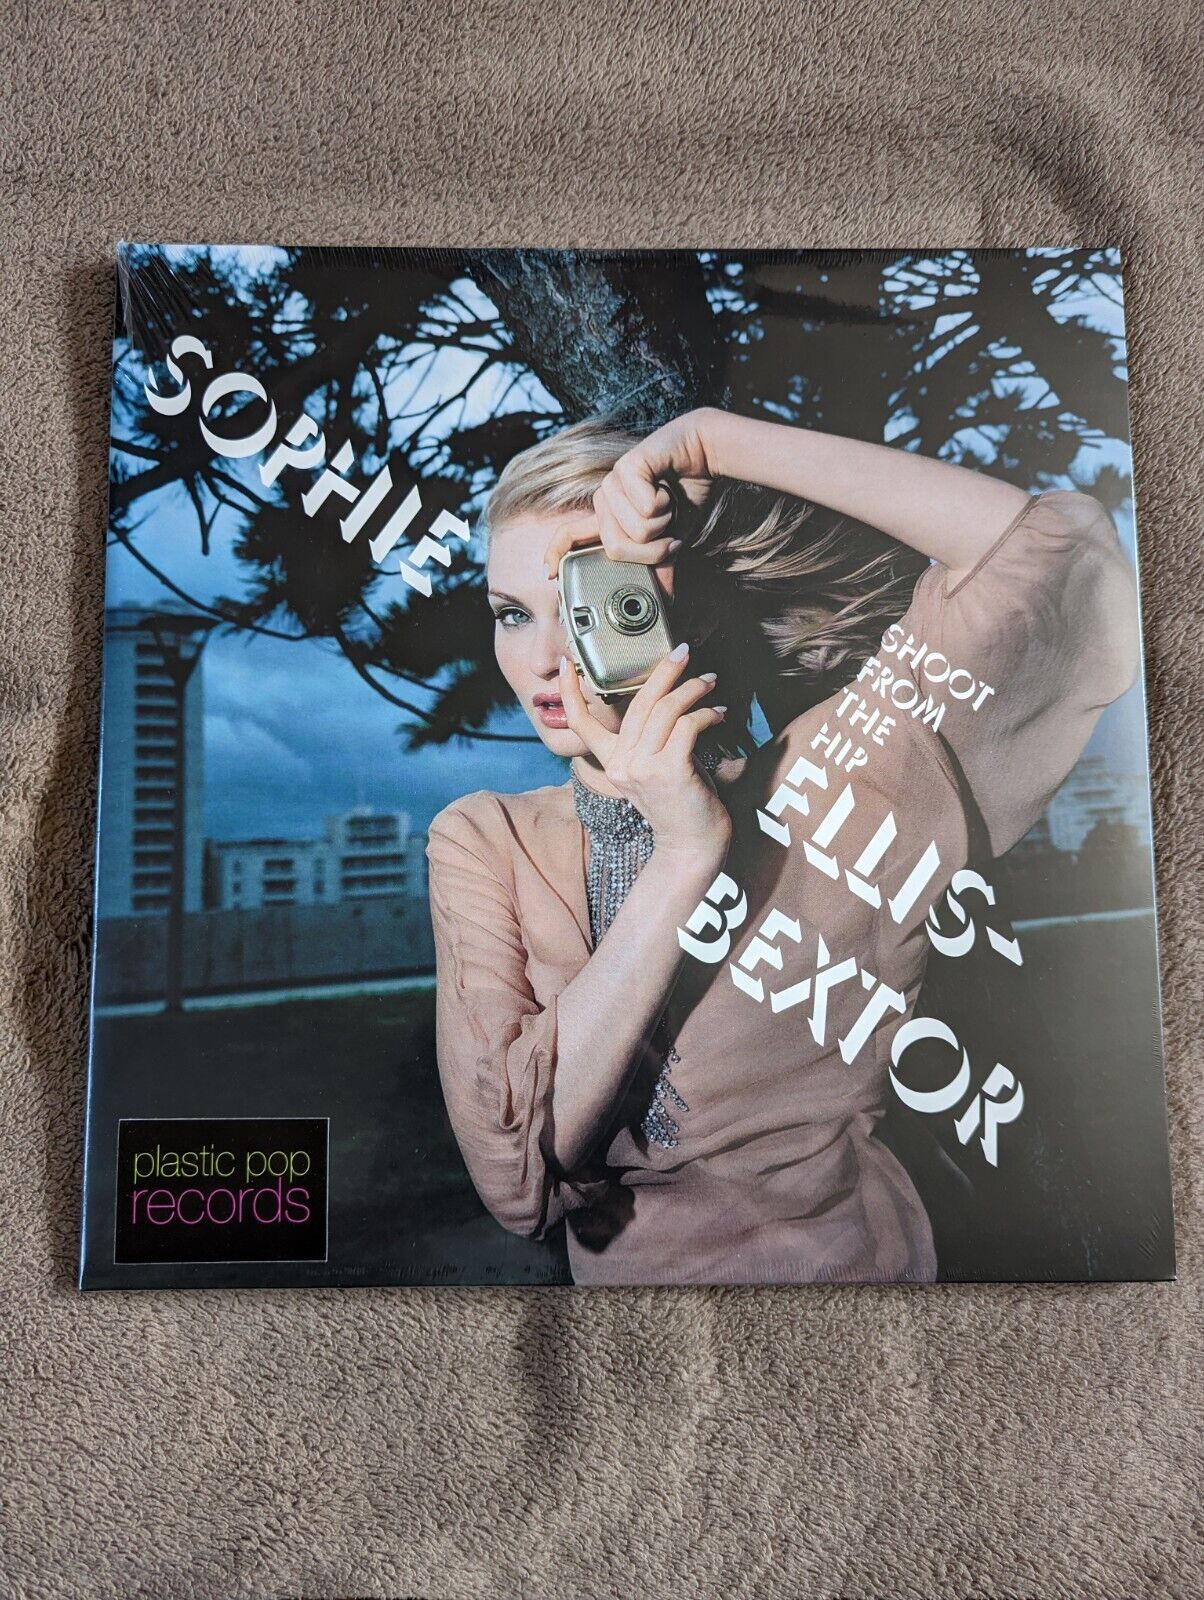 SOPHIE
SHOOT
FROM
THE
HIP
ELLIS-
BEXTOR
plastic pop
records